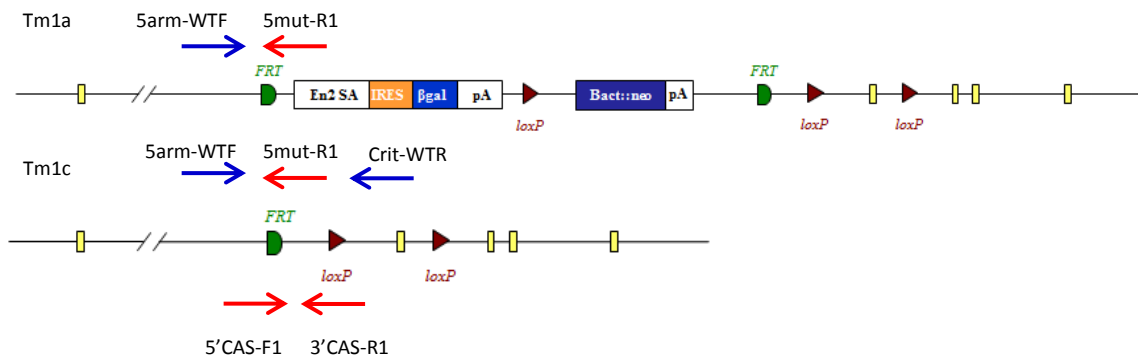 Tm1a 5arm-WTF 5mut-R1
FRT FRT
En2 SA IRES βgal pA Bact::neo pA
loxP loxP loxP
5arm-WTF 5mut-R1 Crit-WTR
Tm1c
FRT
loxP loxP
5’CAS-F1 3’CAS-R1